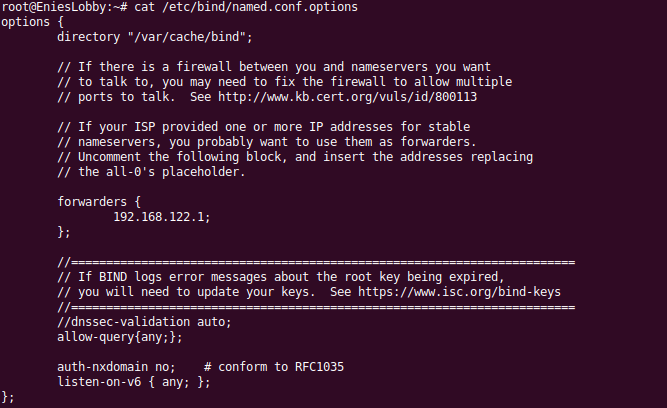 root@EniesLobby:~# cat /etc/bind/named.conf.options
options {
        directory "/var/cache/bind";

        // If there is a firewall between you and nameservers you want
        // to talk to, you may need to fix the firewall to allow multiple
        // ports to talk.  See http://www.kb.cert.org/vuls/id/800113

        // If your ISP provided one or more IP addresses for stable
        // nameservers, you probably want to use them as forwarders.
        // Uncomment the following block, and insert the addresses replacing
        // the all-0's placeholder.

        forwarders {
                192.168.122.1;
        };

        //========================================================================
        // If BIND logs error messages about the root key being expired,
        // you will need to update your keys.  See https://www.isc.org/bind-keys
        //========================================================================
        //dnssec-validation auto;
        allow-query{any;};

        auth-nxdomain no;    # conform to RFC1035
        listen-on-v6 { any; };
};